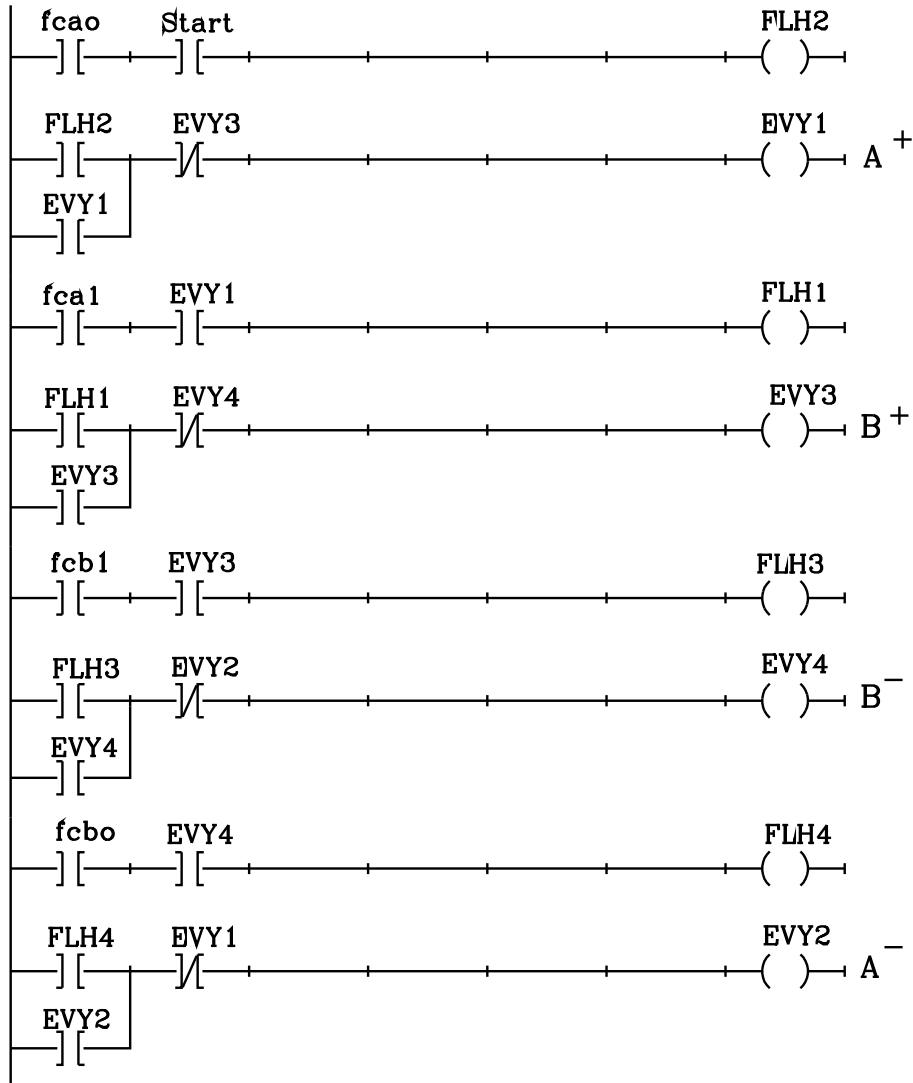 fcao Start FLH2
FLH2 EVY3 EVY1 A +
EVY1
fca1 EVY1 FLH1
FLH1 EVY4 EVY3 B +
EVY3
fcb1 EVY3 FLH3
FLH3 EVY2 EVY4 B −
EVY4
fcbo EVY4 FLH4
FLH4 EVY1 EVY2 A −
EVY2